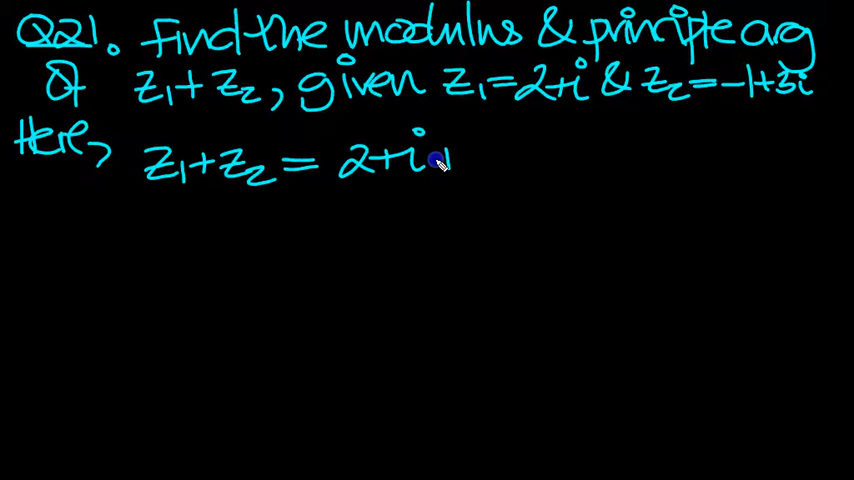 Q21. Find the modulus & principle arg
Of z₁+z₂, given z₁=2+i & z₂=-1+3i
Here,
z₁+z₂ = 2+i